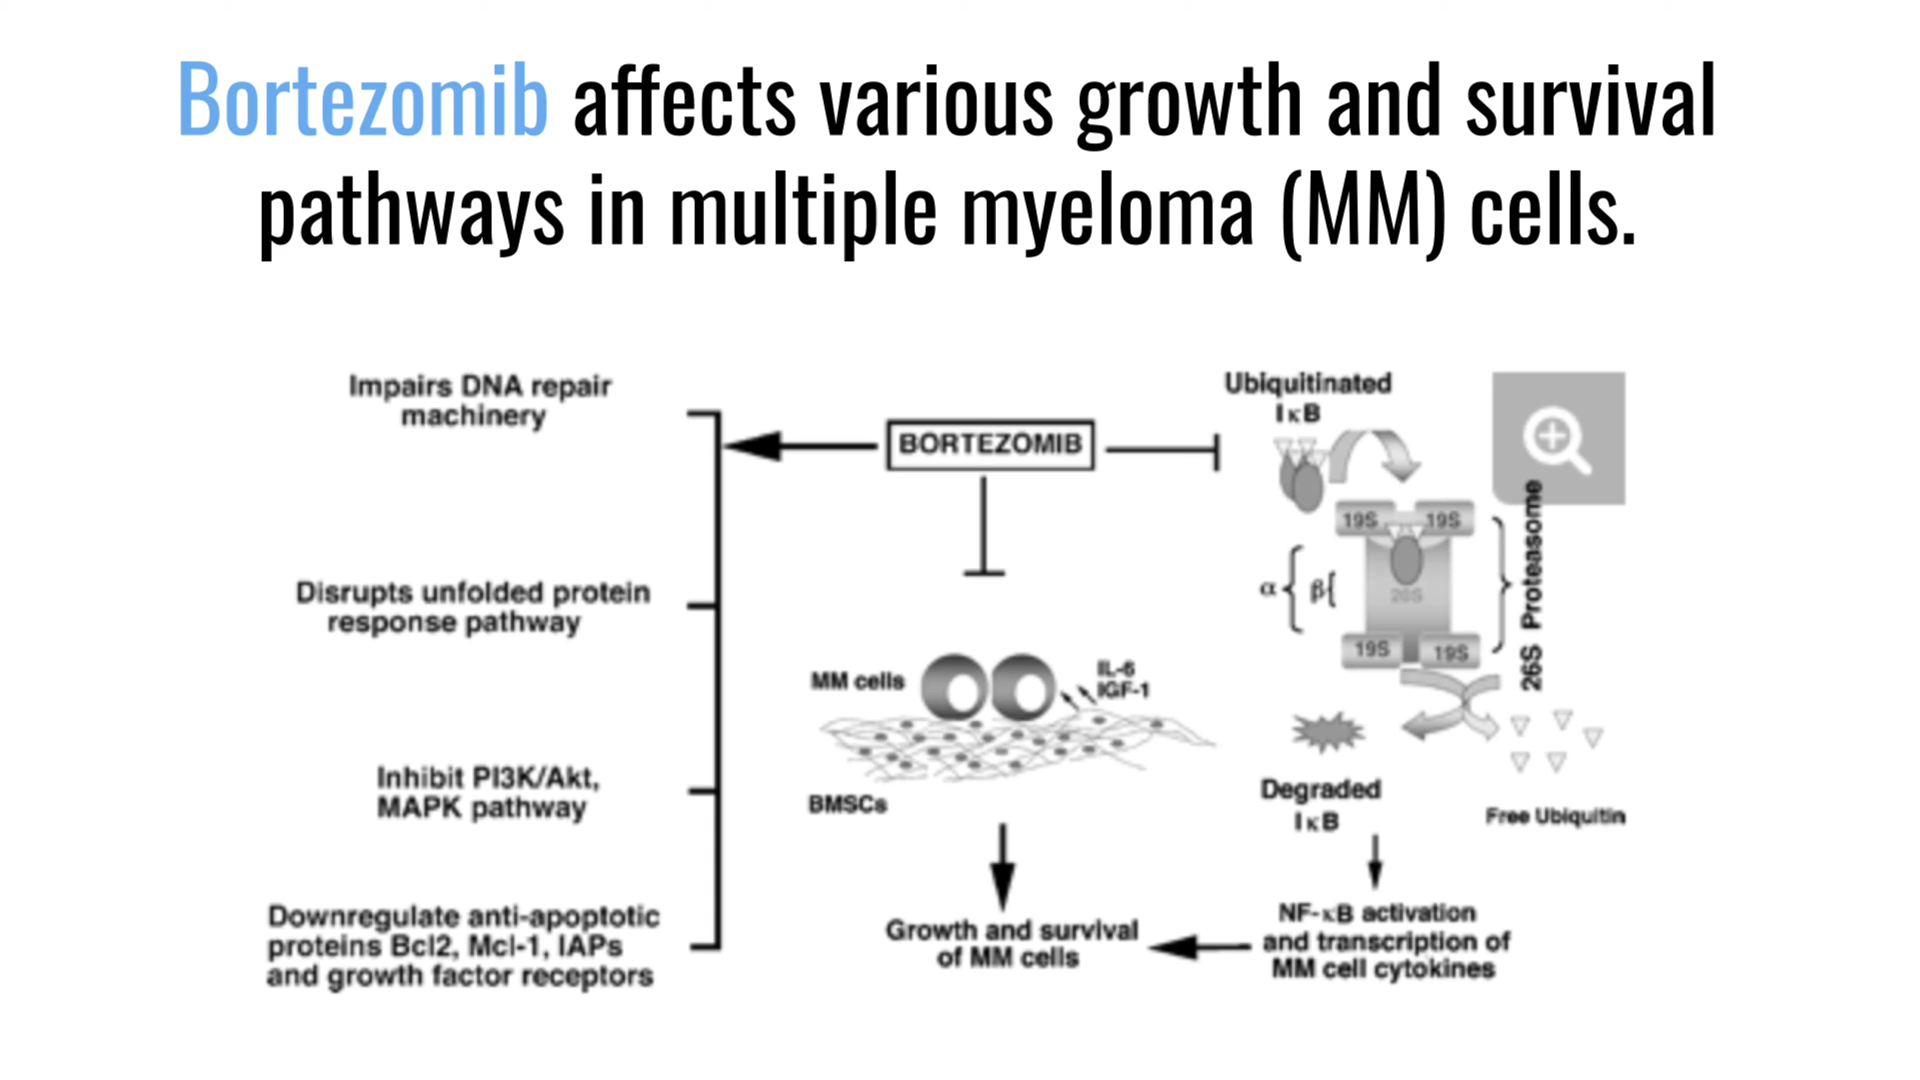 Bortezomib affects various growth and survival
pathways in multiple myeloma (MM) cells.
Impairs DNA repair
machinery
Disrupts unfolded protein
response pathway
Inhibit PI3K/Akt,
MAPK pathway
Downregulate anti-apoptotic
proteins Bcl2, Mcl-1, IAPs
and growth factor receptors
BORTEZOMIB
MM cells
IL-6
IGF-1
BMSCs
Growth and survival
of MM cells
Ubiquitinated
IκB
19S 19S
α { β{
20S
19S 19S
26S Proteasome
Degraded
IκB
Free Ubiquitin
NF-κB activation
and transcription of
MM cell cytokines